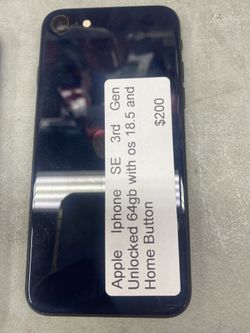 Apple Iphone SE 3rd Gen
Unlocked 64gb with os 18.5 and
Home Button
$200